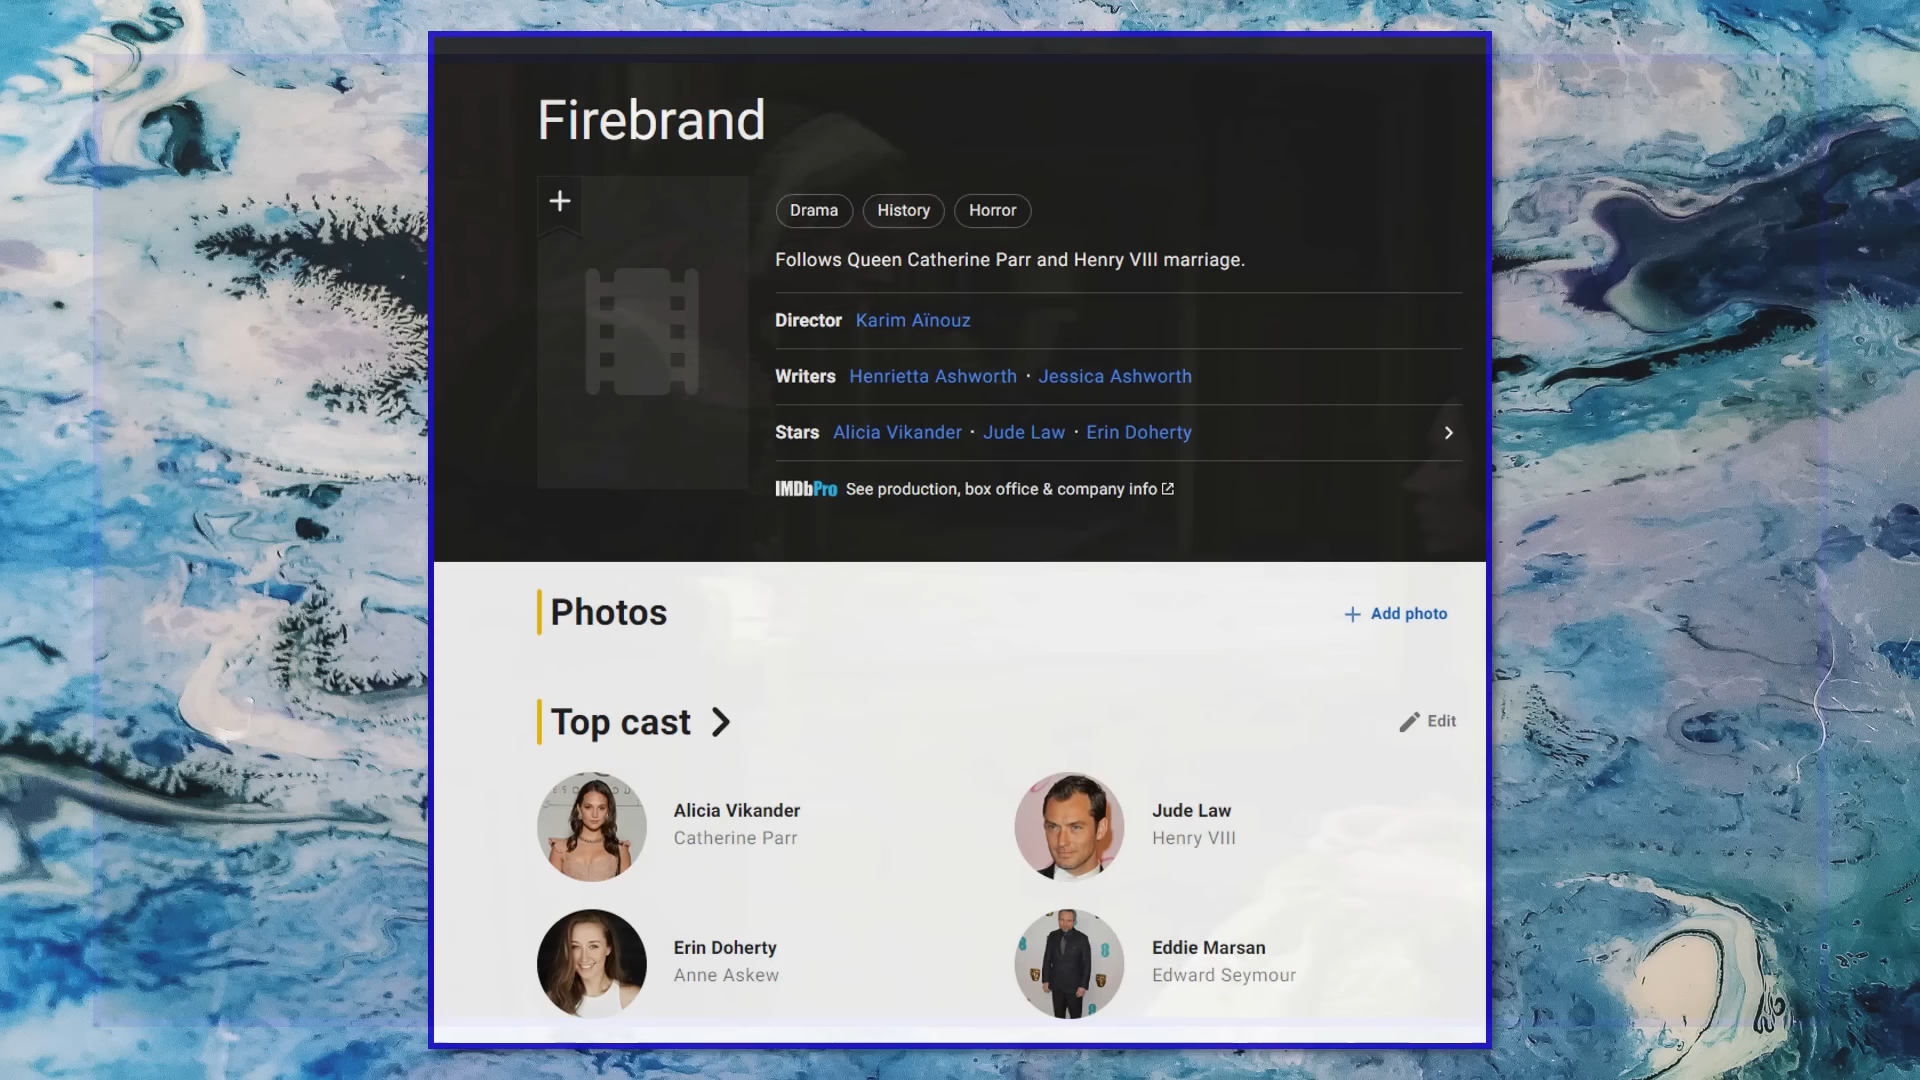 Firebrand
Drama History Horror
Follows Queen Catherine Parr and Henry VIII marriage.
Director Karim Aïnouz
Writers Henrietta Ashworth · Jessica Ashworth
Stars Alicia Vikander · Jude Law · Erin Doherty
IMDbPro See production, box office & company info
Photos
Add photo
Top cast
Edit
Alicia Vikander
Catherine Parr
Jude Law
Henry VIII
Erin Doherty
Anne Askew
Eddie Marsan
Edward Seymour